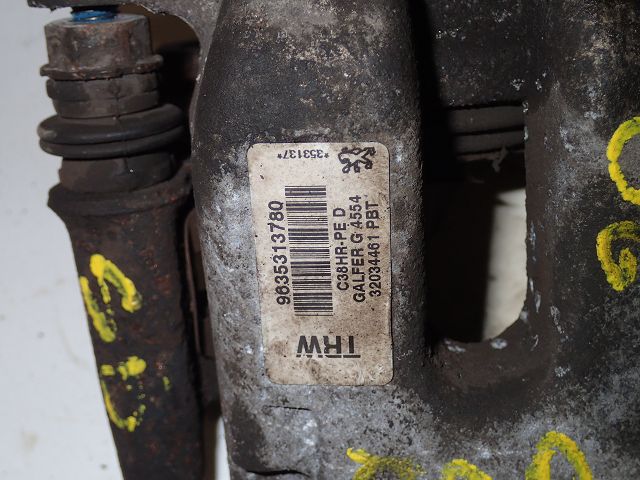 *353137*
9635313780
C38HR-PE D
GALFER G 4554
32034461 PBT
TRW